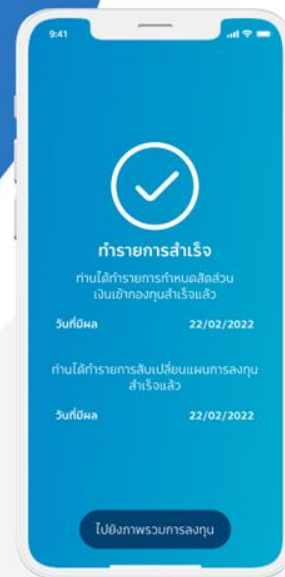 9:41
ทำรายการสำเร็จ
ท่านได้ทำรายการกำหนดสัดส่วน
เงินเข้ากองทุนสำเร็จแล้ว
วันที่มีผล 22/02/2022
ท่านได้ทำรายการสับเปลี่ยนแผนการลงทุน
สำเร็จแล้ว
วันที่มีผล 22/02/2022
ไปยังภาพรวมการลงทุน